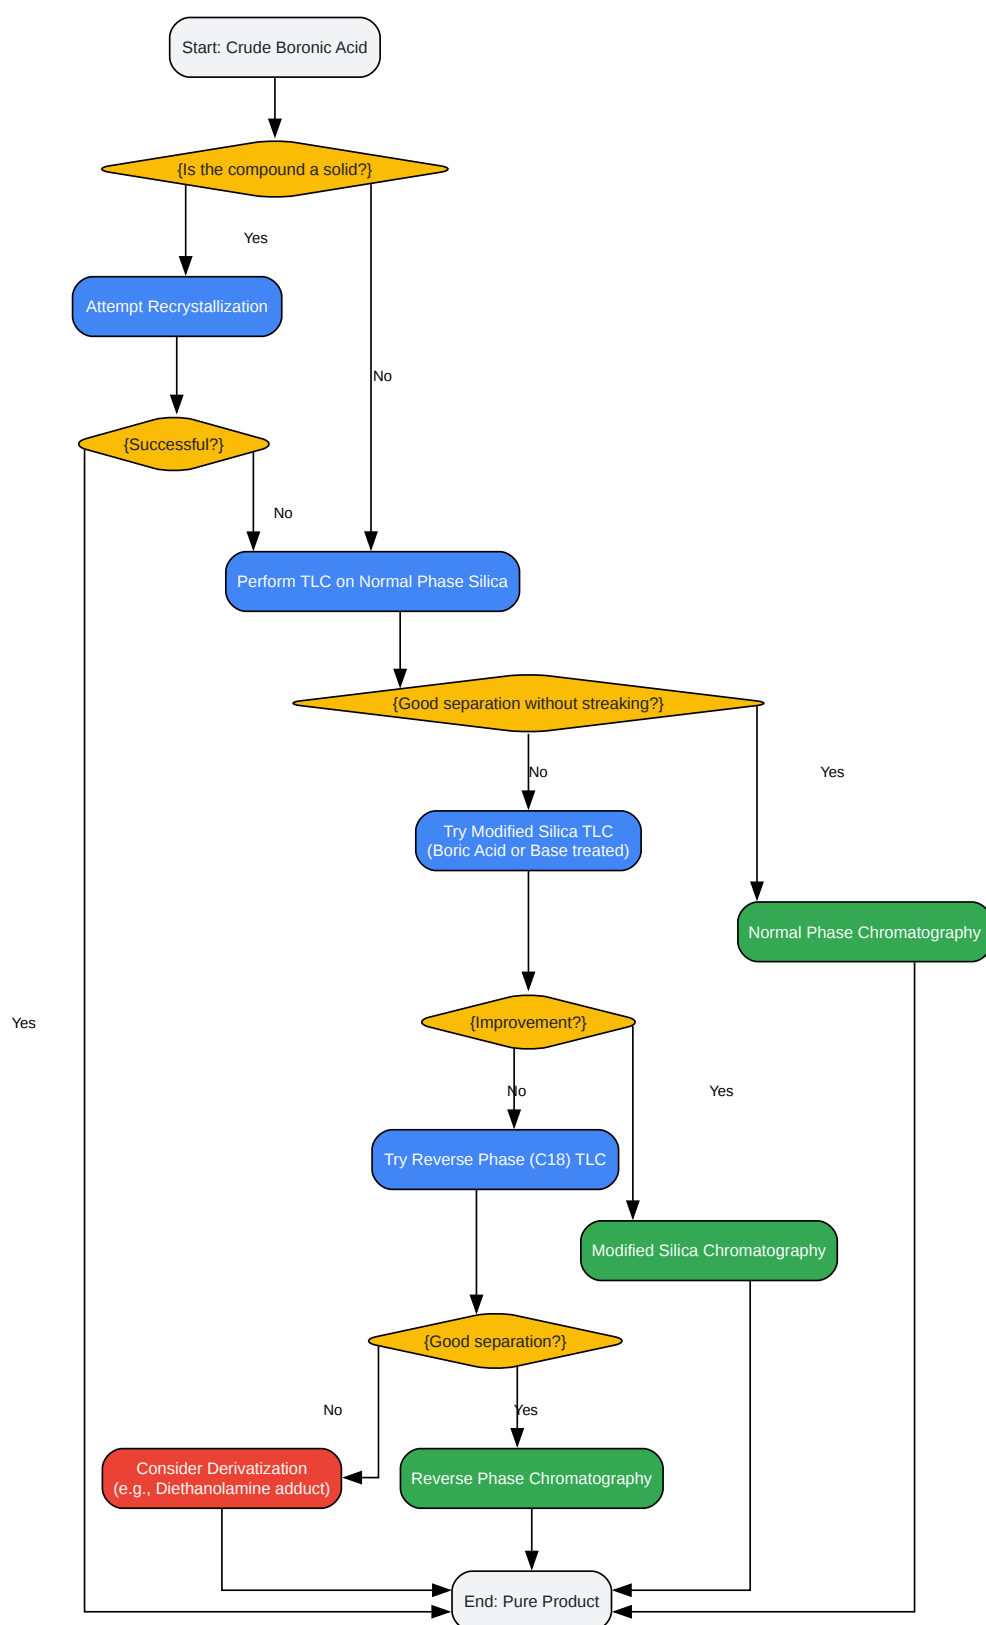 Start: Crude Boronic Acid
{Is the compound a solid?}
Yes
Attempt Recrystallization
No
{Successful?}
No
Perform TLC on Normal Phase Silica
{Good separation without streaking?}
No
Yes
Try Modified Silica TLC
(Boric Acid or Base treated)
Normal Phase Chromatography
Yes
{Improvement?}
No
Yes
Try Reverse Phase (C18) TLC
Modified Silica Chromatography
{Good separation?}
No
Yes
Consider Derivatization
(e.g., Diethanolamine adduct)
Reverse Phase Chromatography
End: Pure Product